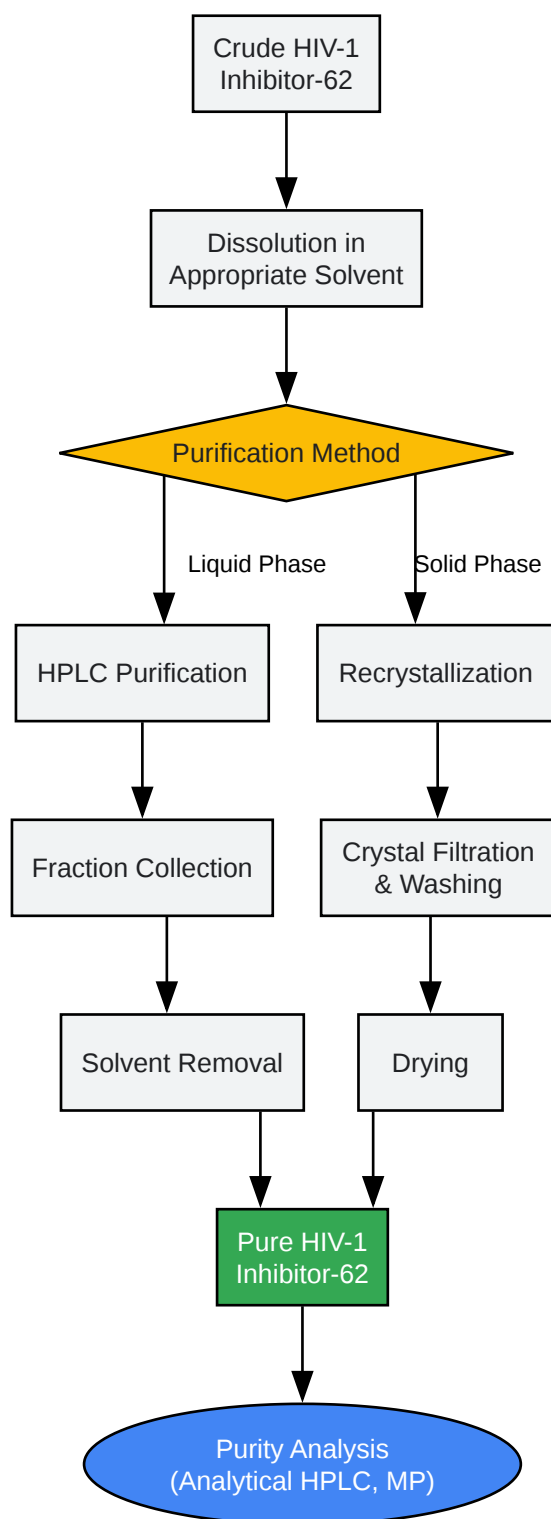 Crude HIV-1
Inhibitor-62
Dissolution in
Appropriate Solvent
Purification Method
Liquid Phase
Solid Phase
HPLC Purification
Recrystallization
Fraction Collection
Crystal Filtration
& Washing
Solvent Removal
Drying
Pure HIV-1
Inhibitor-62
Purity Analysis
(Analytical HPLC, MP)